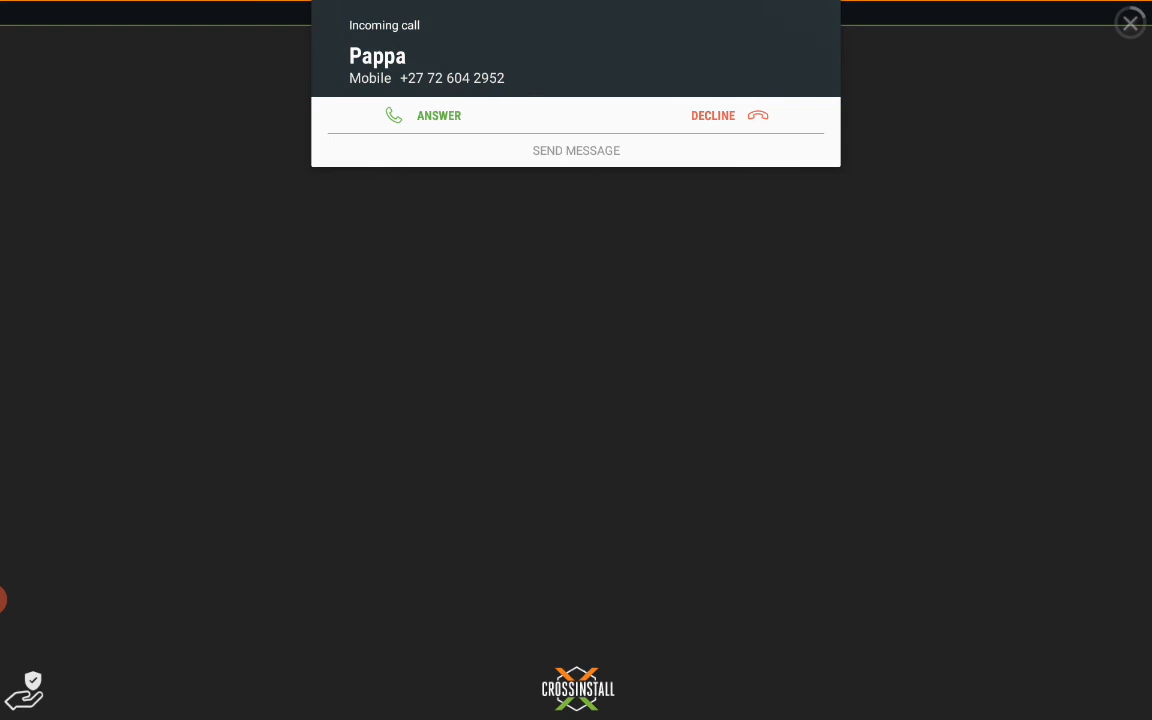 Incoming call
Pappa
Mobile +27 72 604 2952
ANSWER DECLINE
SEND MESSAGE
CROSSINSTALL